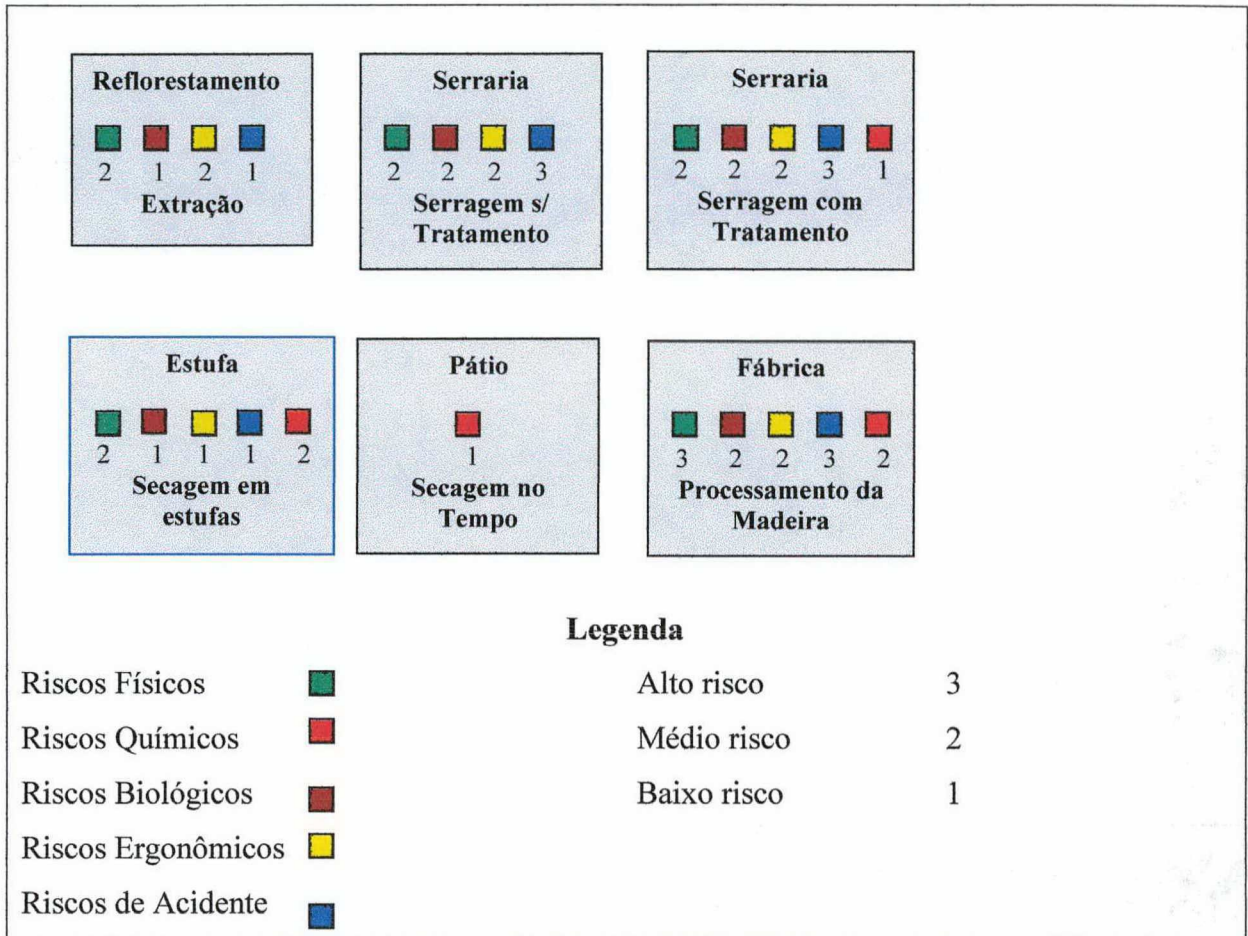 Reflorestamento
2 1 2 1
Extração
Serraria
2 2 2 3
Serragem s/
Tratamento
Serraria
2 2 2 3 1
Serragem com
Tratamento
Estufa
2 1 1 1 2
Secagem em
estufas
Pátio
1
Secagem no
Tempo
Fábrica
3 2 2 3 2
Processamento da
Madeira
Legenda
Riscos Físicos
Riscos Químicos
Riscos Biológicos
Riscos Ergonômicos
Riscos de Acidente
Alto risco 3
Médio risco 2
Baixo risco 1